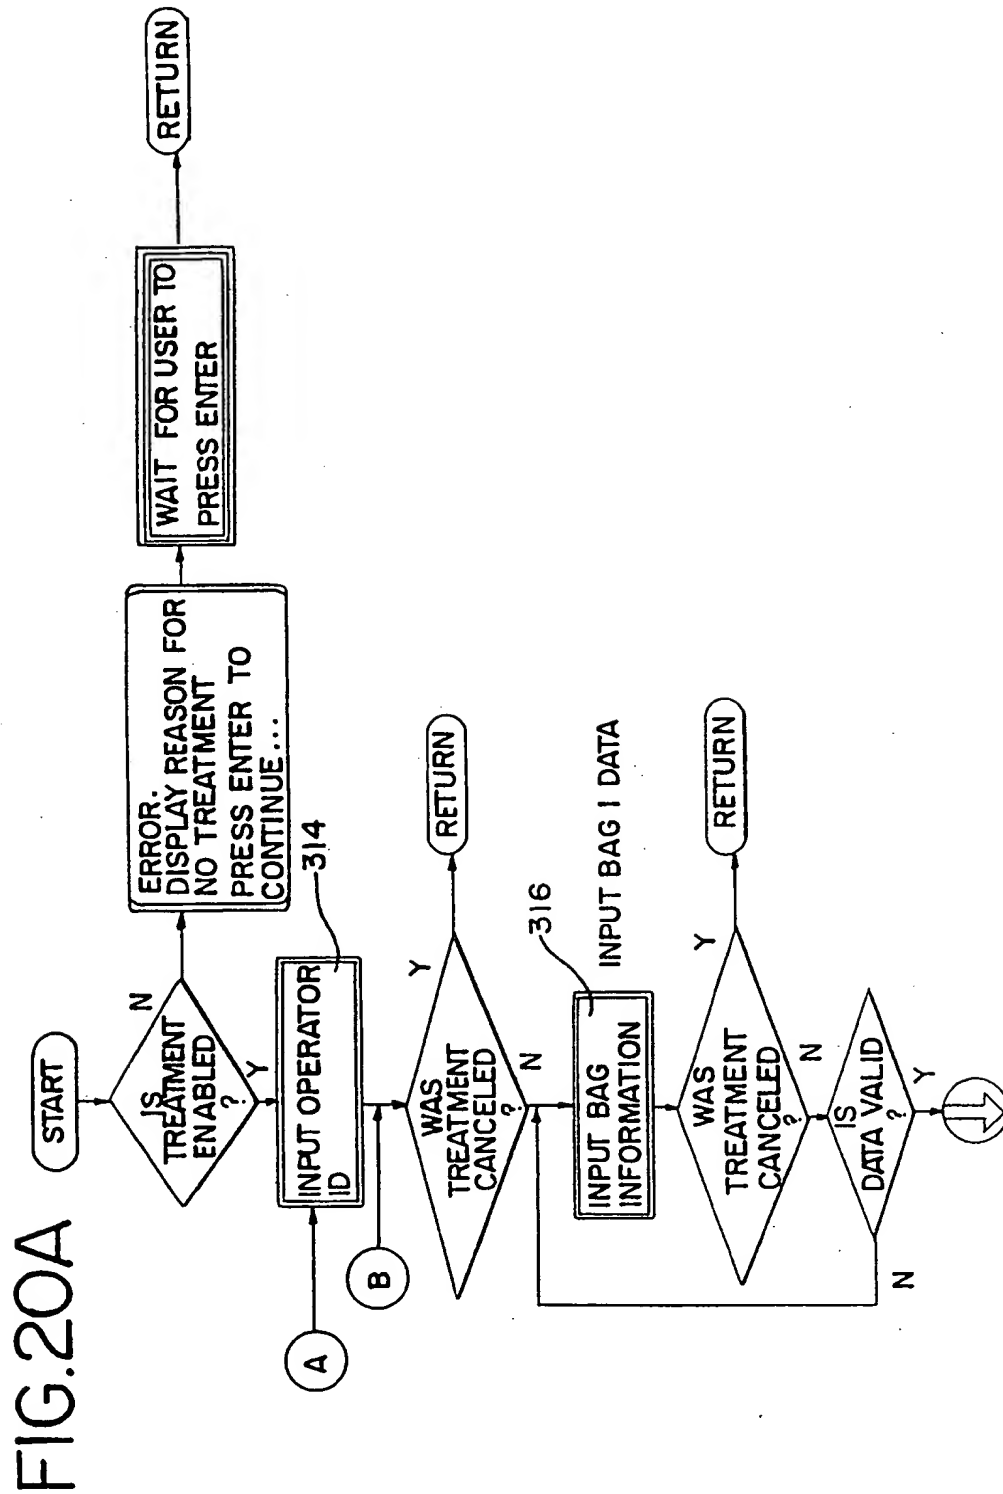 FIG.20A
START
IS
TREATMENT
ENABLED
?
N
Y
ERROR.
DISPLAY REASON FOR
NO TREATMENT
PRESS ENTER TO
CONTINUE...
WAIT FOR USER TO
PRESS ENTER
RETURN
A
INPUT OPERATOR
ID
314
B
WAS
TREATMENT
CANCELED
?
Y
RETURN
N
INPUT BAG
INFORMATION
316
INPUT BAG 1 DATA
WAS
TREATMENT
CANCELED
?
Y
RETURN
N
IS
DATA VALID
?
N
Y